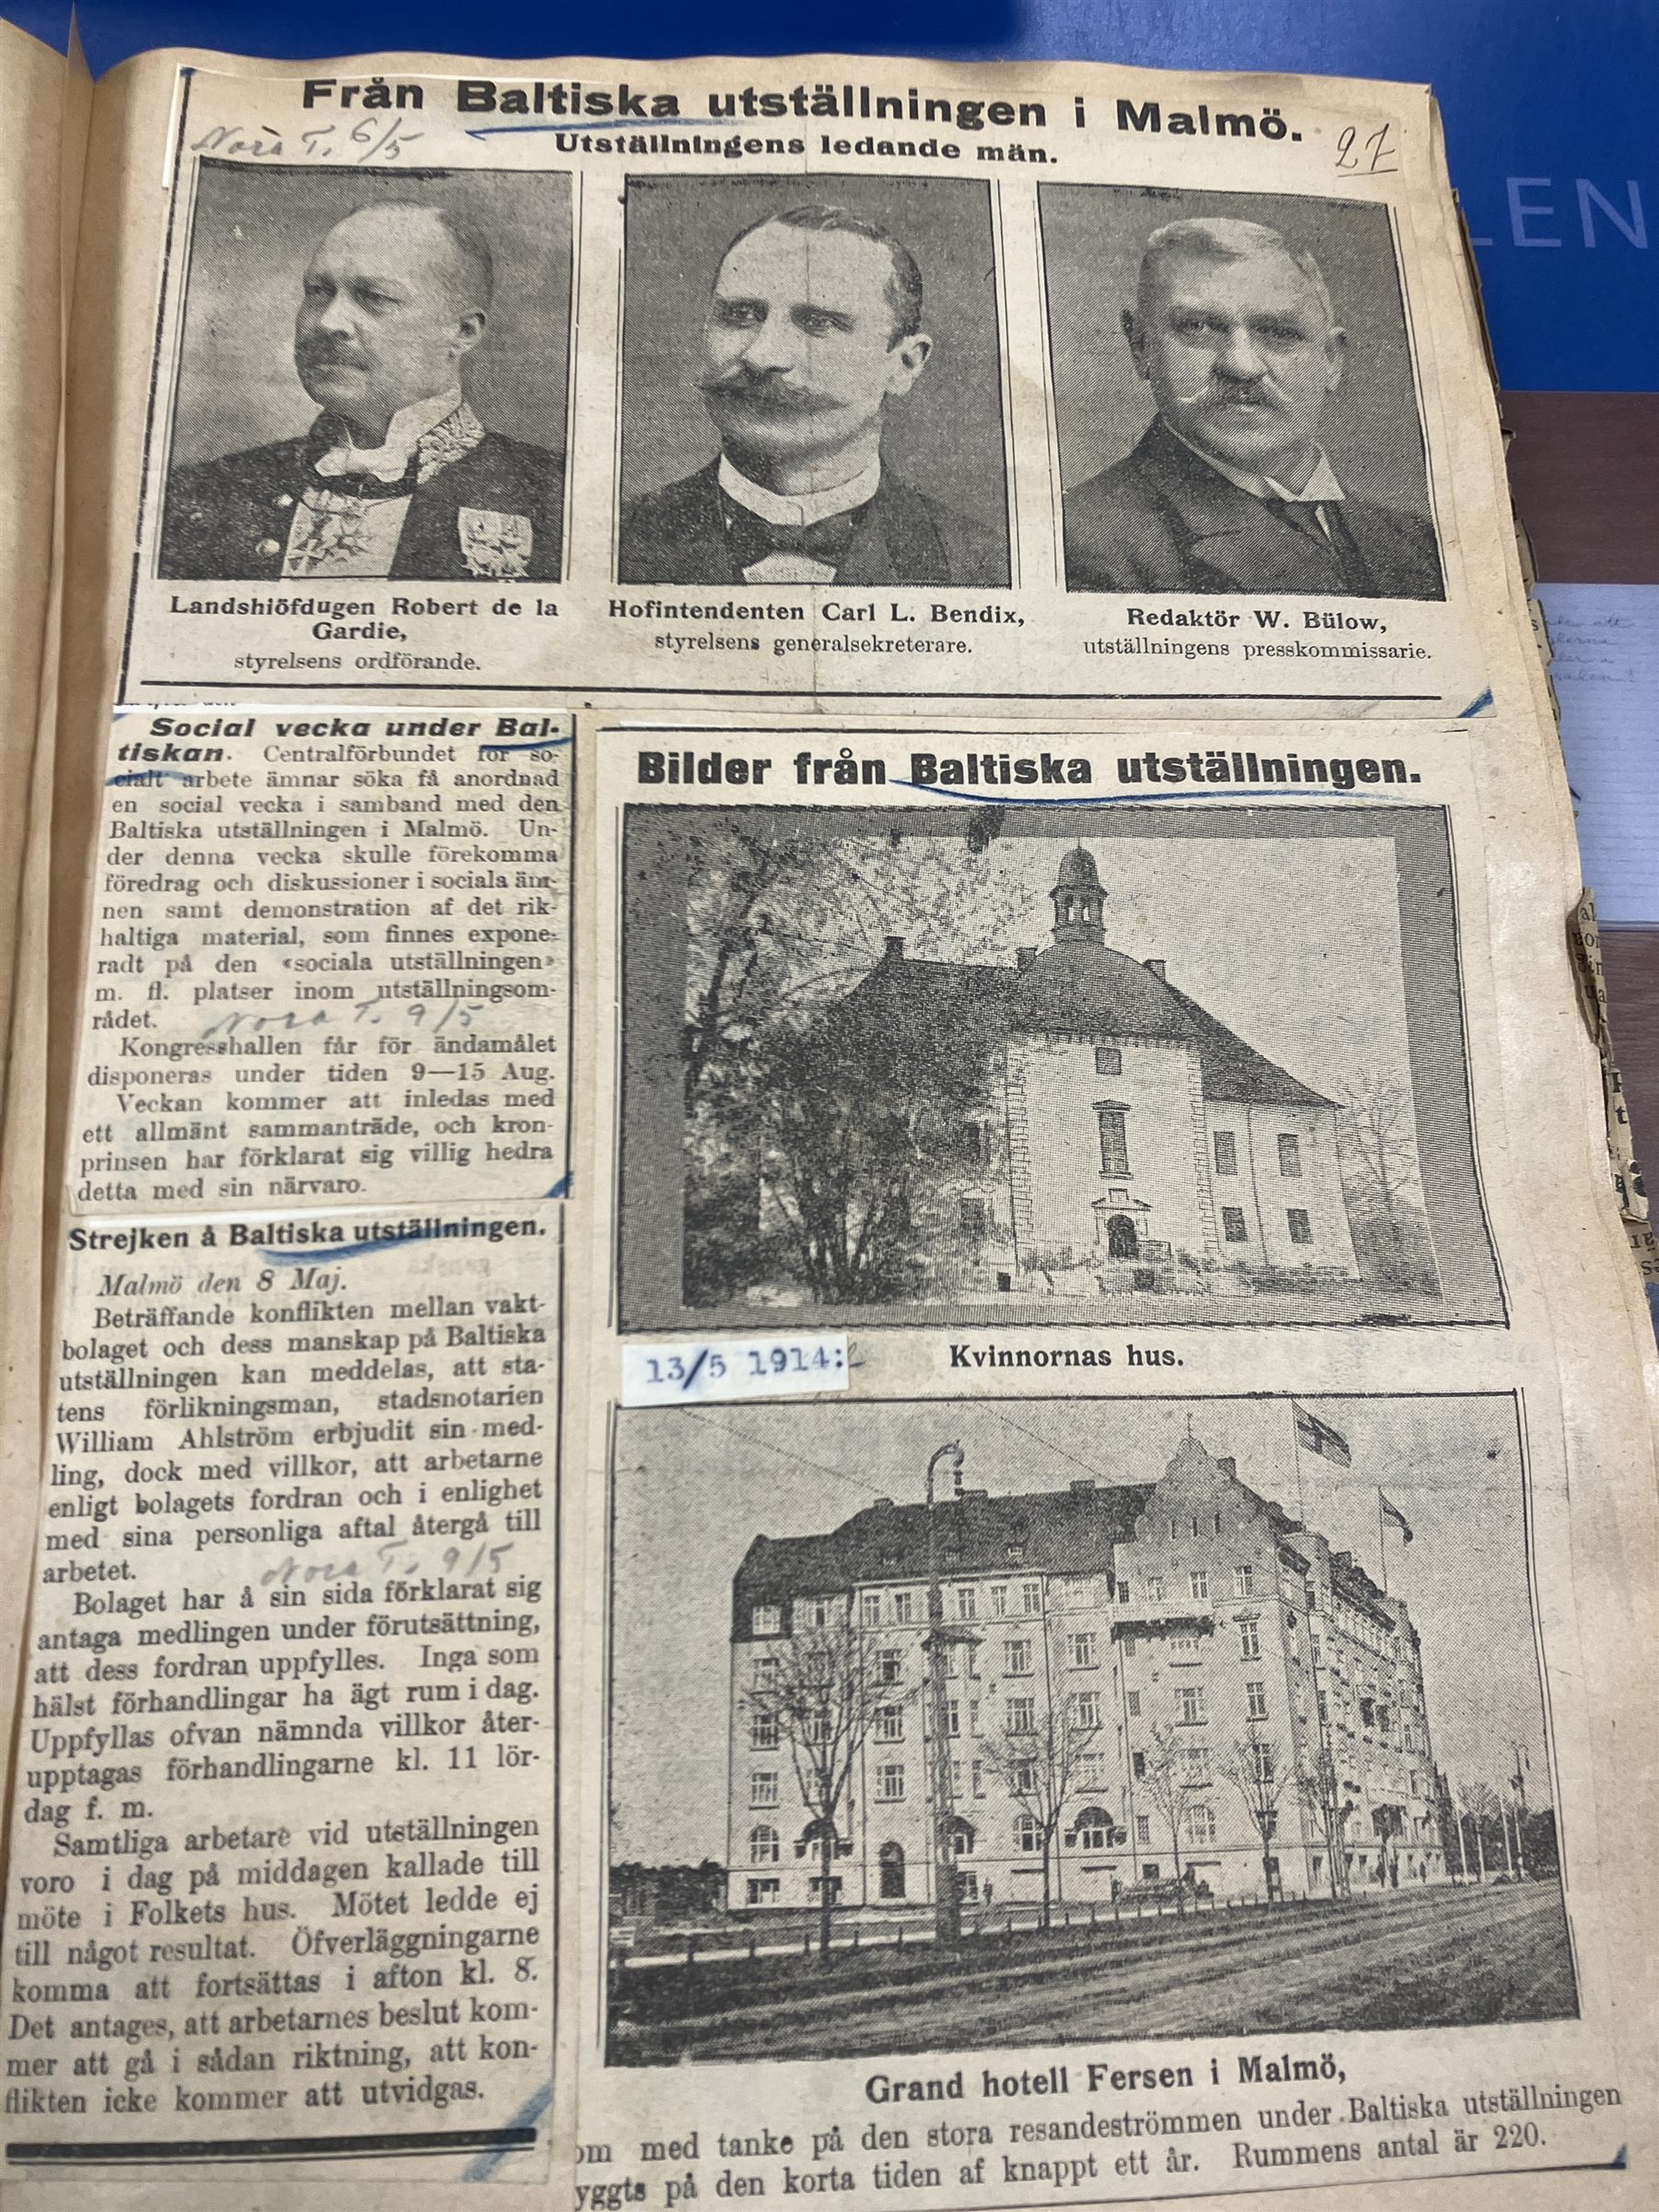 Från Baltiska utställningen i Malmö.
Nora T. 6/5
Utställningens ledande män.
27
LEN
Landshiöfdugen Robert de la
Gardie,
styrelsens ordförande.
Hofintendenten Carl L. Bendix,
styrelsens generalsekreterare.
Redaktör W. Bülow,
utställningens presskommissarie.
Social vecka under Bal-
tiskan. Centralförbundet för so-
cialt arbete ämnar söka få anordnad
en social vecka i samband med den
Baltiska utställningen i Malmö. Un-
der denna vecka skulle förekomma
föredrag och diskussioner i sociala äm-
nen samt demonstration af det rik-
haltiga material, som finnes expone-
radt på den «sociala utställningen»
m. fl. platser inom utställningsom-
rådet.
Nora T. 9/5
Kongresshallen får för ändamålet
disponeras under tiden 9—15 Aug.
Veckan kommer att inledas med
ett allmänt sammanträde, och kron-
prinsen har förklarat sig villig hedra
detta med sin närvaro.
Strejken å Baltiska utställningen.
Malmö den 8 Maj.
Beträffande konflikten mellan vakt-
bolaget och dess manskap på Baltiska
utställningen kan meddelas, att sta-
tens förlikningsman, stadsnotarien
William Ahlström erbjudit sin med-
ling, dock med villkor, att arbetarne
enligt bolagets fordran och i enlighet
med sina personliga aftal återgå till
arbetet.
Nora T. 9/5
Bolaget har å sin sida förklarat sig
antaga medlingen under förutsättning,
att dess fordran uppfylles. Inga som
hälst förhandlingar ha ägt rum i dag.
Uppfyllas ofvan nämnda villkor åter-
upptagas förhandlingarne kl. 11 lör-
dag f. m.
Samtliga arbetare vid utställningen
voro i dag på middagen kallade till
möte i Folkets hus. Mötet ledde ej
till något resultat. Öfverläggningarne
komma att fortsättas i afton kl. 8.
Det antages, att arbetarnes beslut kom-
mer att gå i sådan riktning, att kon-
flikten icke kommer att utvidgas.
Bilder från Baltiska utställningen.
13/5 1914:
Kvinnornas hus.
Grand hotell Fersen i Malmö,
om med tanke på den stora resandeströmmen under Baltiska utställningen
yggts på den korta tiden af knappt ett år. Rummens antal är 220.